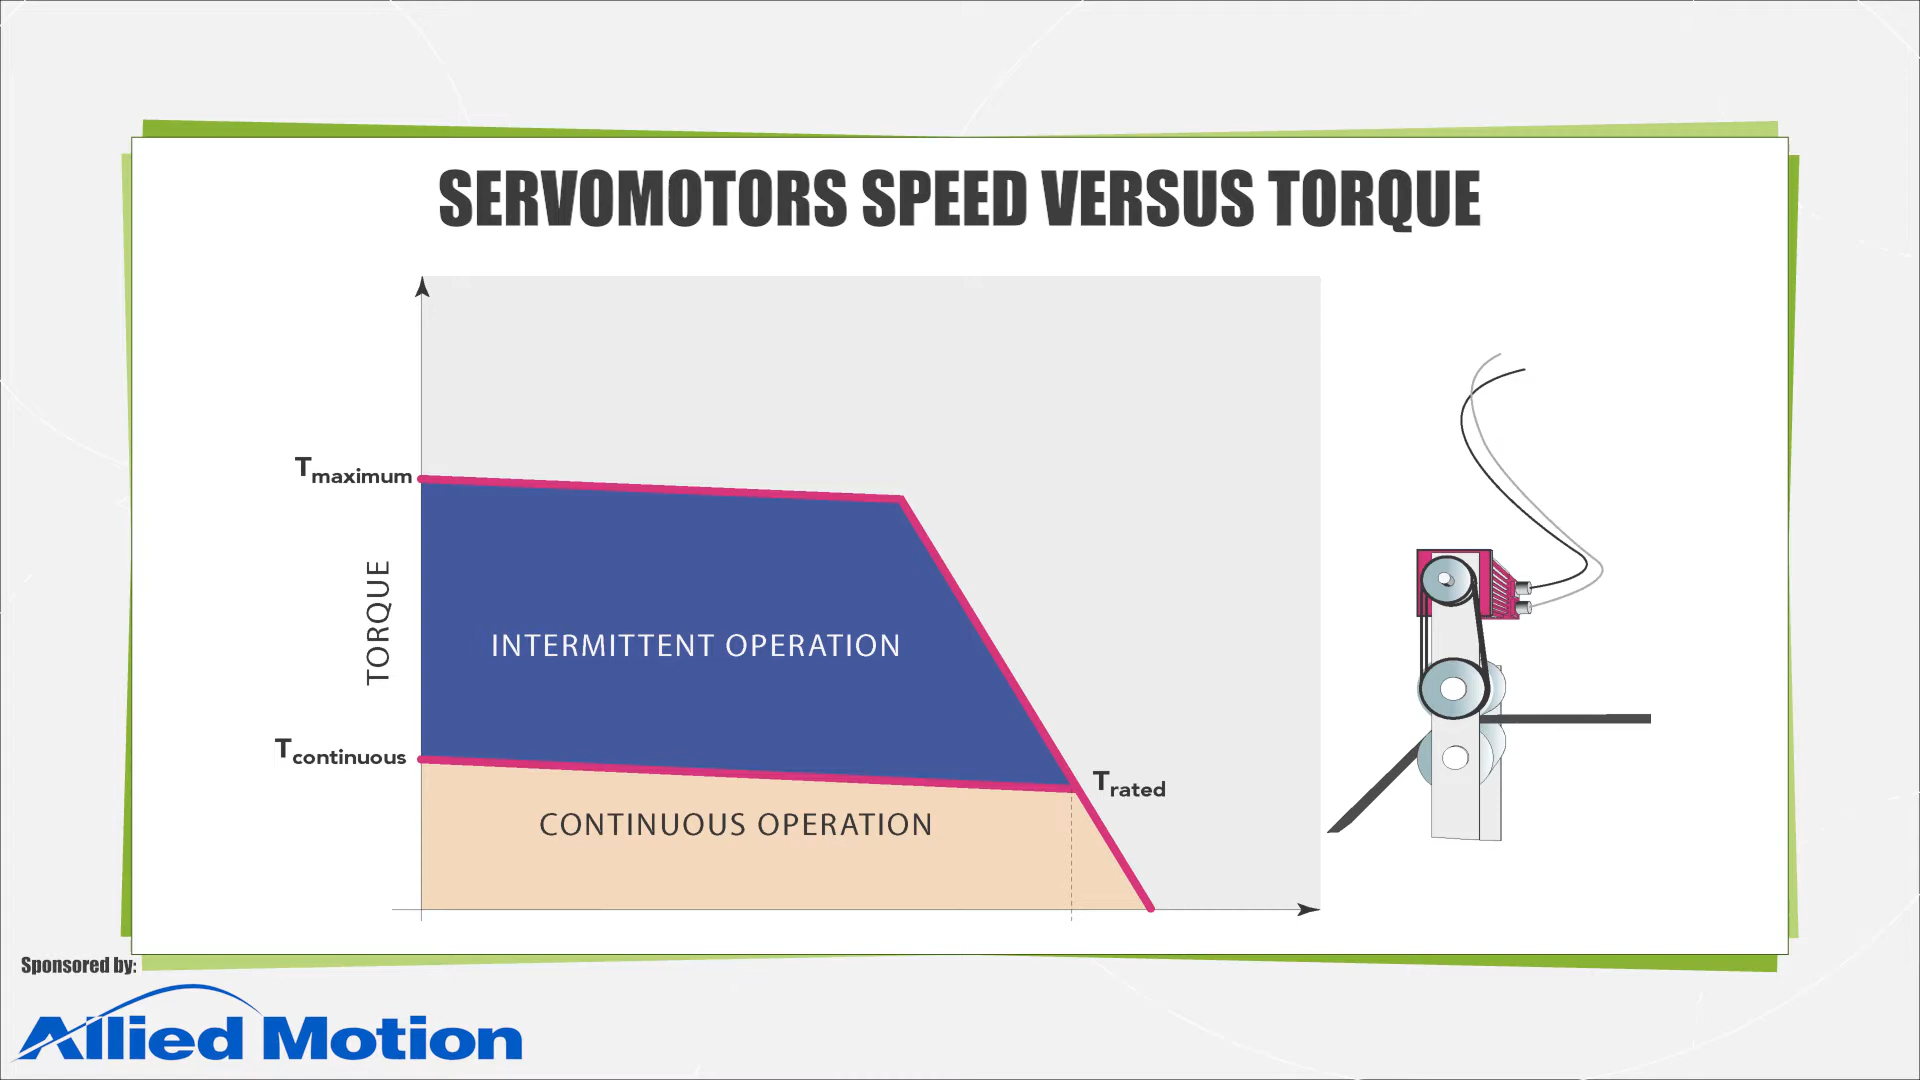 SERVOMOTORS SPEED VERSUS TORQUE
Tmaximum
TORQUE
INTERMITTENT OPERATION
Tcontinuous
Trated
CONTINUOUS OPERATION
Sponsored by:
Allied Motion